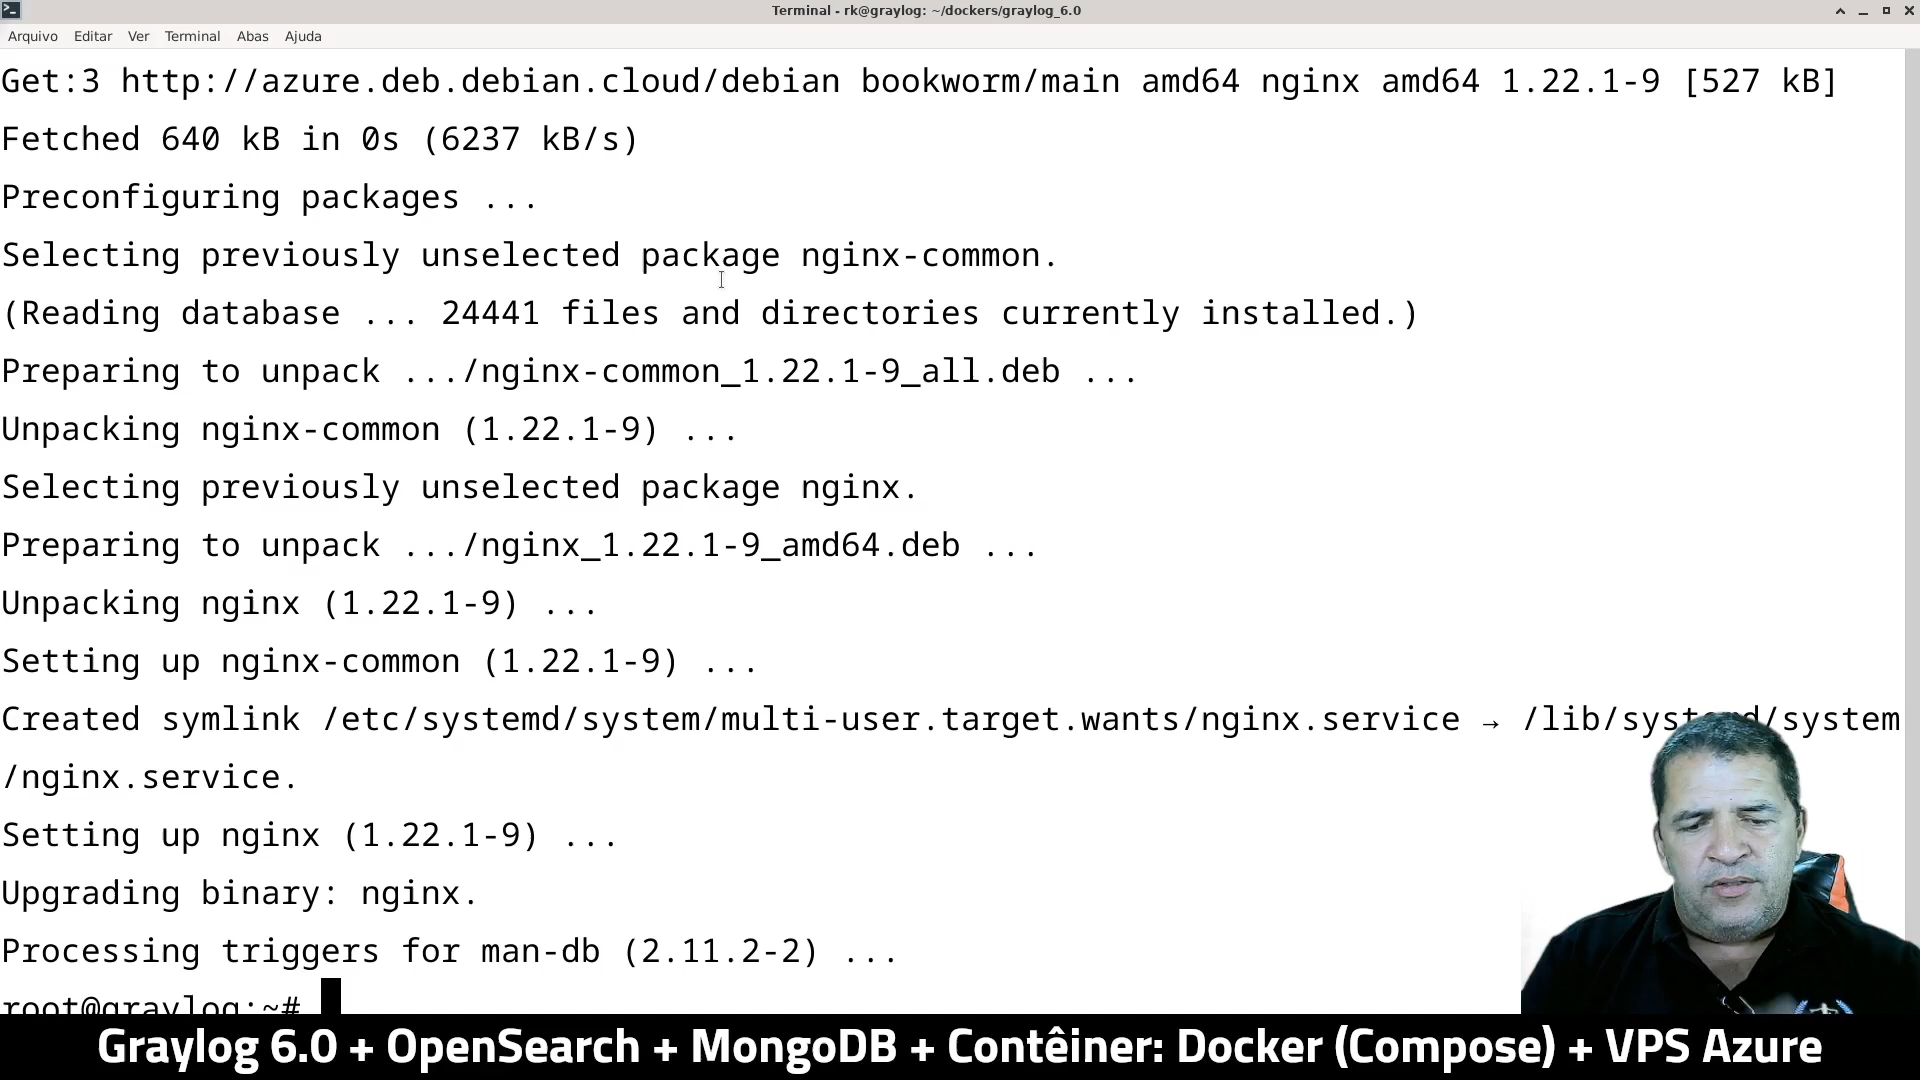 Terminal - rk@graylog: ~/dockers/graylog_6.0
Arquivo Editar Ver Terminal Abas Ajuda
Get:3 http://azure.deb.debian.cloud/debian bookworm/main amd64 nginx amd64 1.22.1-9 [527 kB]
Fetched 640 kB in 0s (6237 kB/s)
Preconfiguring packages ...
Selecting previously unselected package nginx-common.
(Reading database ... 24441 files and directories currently installed.)
Preparing to unpack .../nginx-common_1.22.1-9_all.deb ...
Unpacking nginx-common (1.22.1-9) ...
Selecting previously unselected package nginx.
Preparing to unpack .../nginx_1.22.1-9_amd64.deb ...
Unpacking nginx (1.22.1-9) ...
Setting up nginx-common (1.22.1-9) ...
Created symlink /etc/systemd/system/multi-user.target.wants/nginx.service → /lib/systemd/system
/nginx.service.
Setting up nginx (1.22.1-9) ...
Upgrading binary: nginx.
Processing triggers for man-db (2.11.2-2) ...
root@graylog:~#
Graylog 6.0 + OpenSearch + MongoDB + Contêiner: Docker (Compose) + VPS Azure